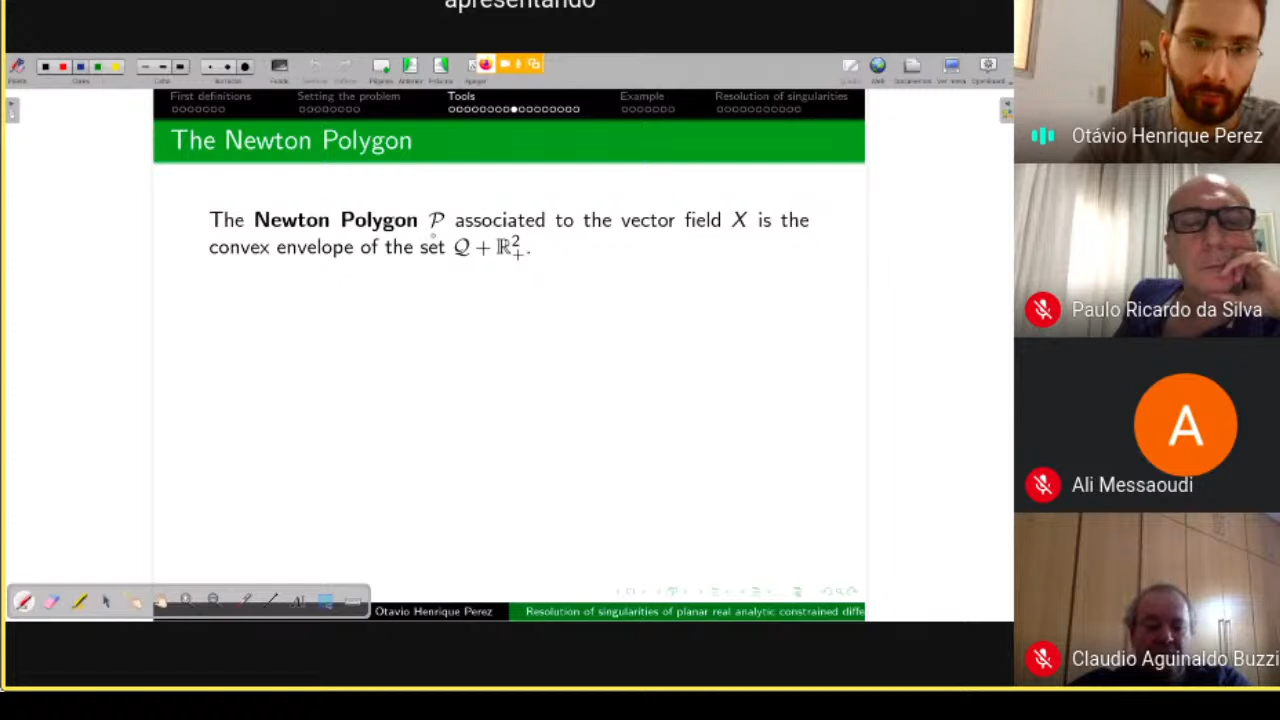 apresentando
First definitions
Setting the problem
Tools
Example
Resolution of singularities
The Newton Polygon
The Newton Polygon 𝒫 associated to the vector field X is the
convex envelope of the set 𝒬 + ℝ²₊.
Otavio Henrique Perez
Resolution of singularities of planar real analytic constrained diffe
Otávio Henrique Perez
Paulo Ricardo da Silva
A
Ali Messaoudi
Claudio Aguinaldo Buzzi